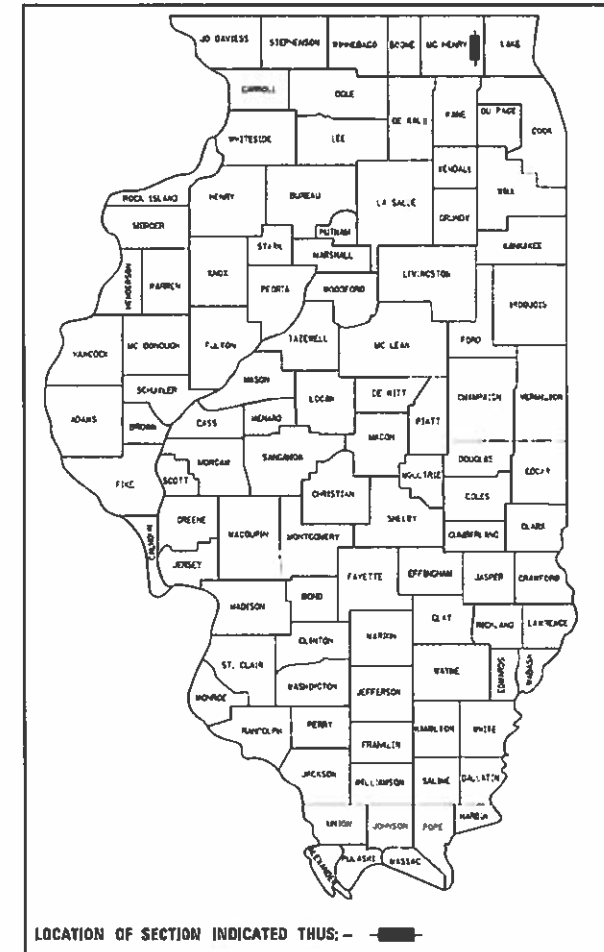 JO DAVIESS STEPHENSON WINNEBAGO BOONE MC HENRY LAKE
CARROLL OGLE DE KALB KANE DU PAGE COOK
WHITESIDE LEE KENDALL WILL
ROCK ISLAND HENRY BUREAU LA SALLE GRUNDY
MERCER PUTNAM KANKAKEE
STARK MARSHALL LIVINGSTON
HENDERSON WARREN KNOX PEORIA WOODFORD IROQUOIS
HANCOCK MC DONOUGH FULTON TAZEWELL MC LEAN FORD
SCHUYLER MASON LOGAN DE WITT CHAMPAIGN VERMILION
ADAMS BROWN CASS MENARD MACON PIATT
PIKE SCOTT MORGAN SANGAMON MOULTRIE DOUGLAS EDGAR
CHRISTIAN COLES
CALHOUN GREENE MACOUPIN MONTGOMERY SHELBY CUMBERLAND CLARK
JERSEY FAYETTE EFFINGHAM JASPER CRAWFORD
MADISON BOND CLAY RICHLAND LAWRENCE
CLINTON MARION
ST. CLAIR WAYNE EDWARDS WABASH
MONROE WASHINGTON JEFFERSON
RANDOLPH PERRY HAMILTON WHITE
FRANKLIN
JACKSON WILLIAMSON SALINE GALLATIN
UNION JOHNSON POPE HARDIN
ALEXANDER PULASKI MASSAC
LOCATION OF SECTION INDICATED THUS: -